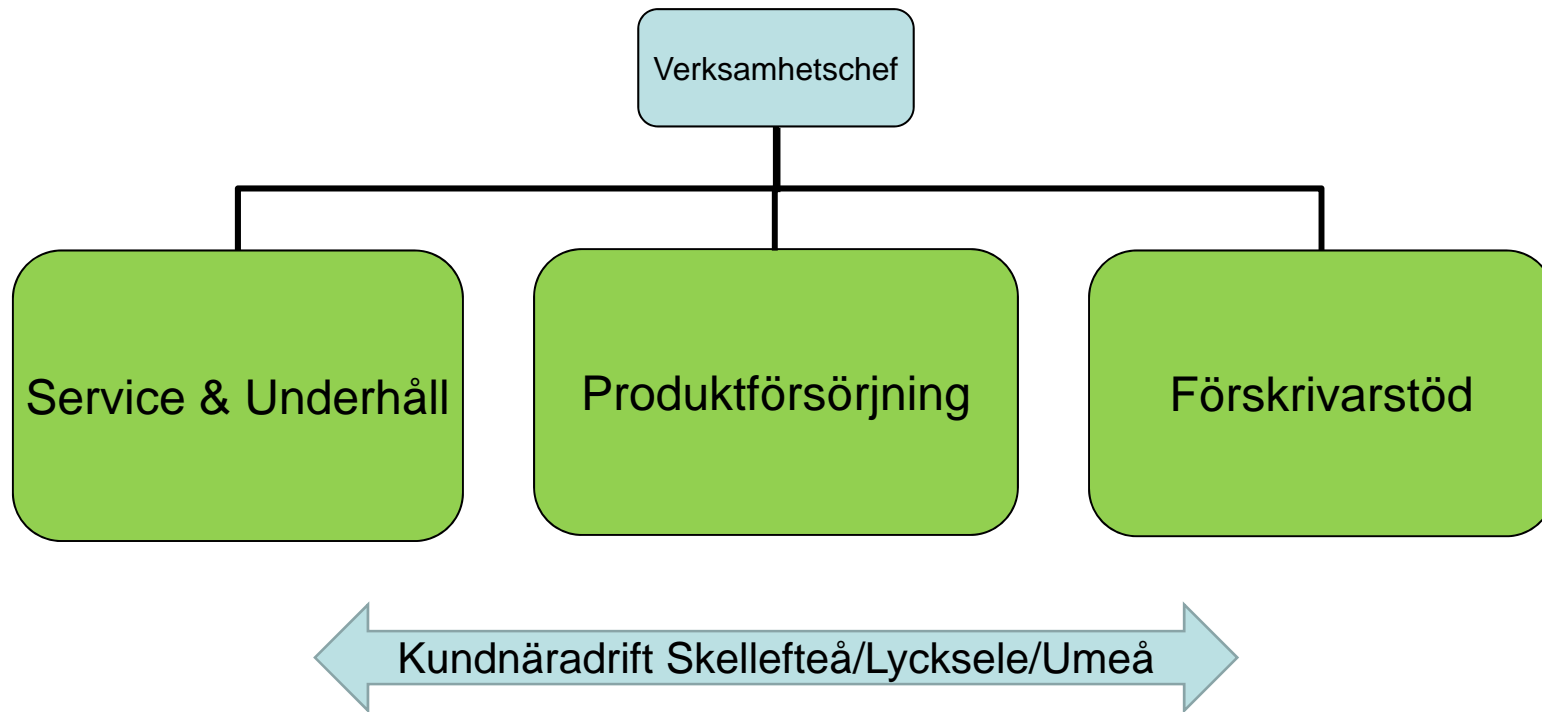 Verksamhetschef
Service & Underhåll
Produktförsörjning
Förskrivarstöd
Kundnäradrift Skellefteå/Lycksele/Umeå